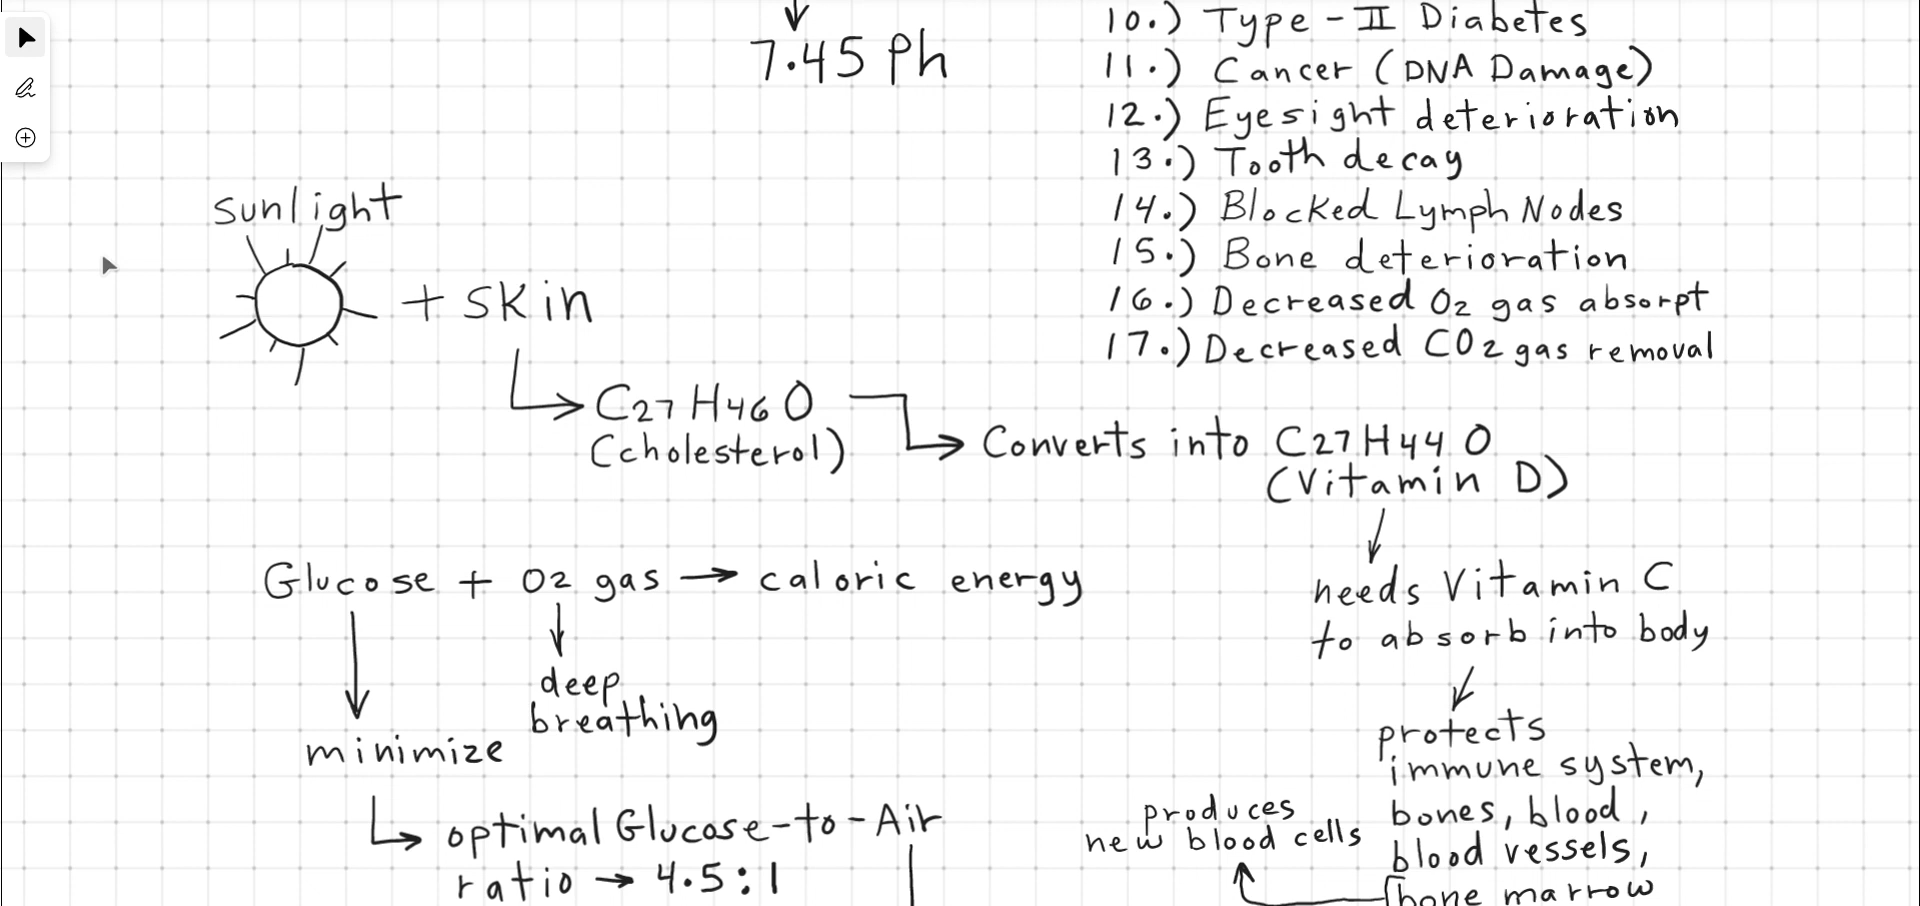 7.45 Ph
10.) Type - II Diabetes
11.) Cancer (DNA Damage)
12.) Eyesight deterioration
13.) Tooth decay
14.) Blocked Lymph Nodes
15.) Bone deterioration
16.) Decreased O2 gas absorpt
17.) Decreased CO2 gas removal
sunlight
+ skin
C27H46O
(cholesterol)
Converts into C27H44O
(Vitamin D)
needs Vitamin C
to absorb into body
protects
immune system,
bones, blood,
blood vessels,
bone marrow
produces
new blood cells
Glucose + O2 gas → caloric energy
deep
breathing
minimize
optimal Glucose-to-Air
ratio → 4.5:1